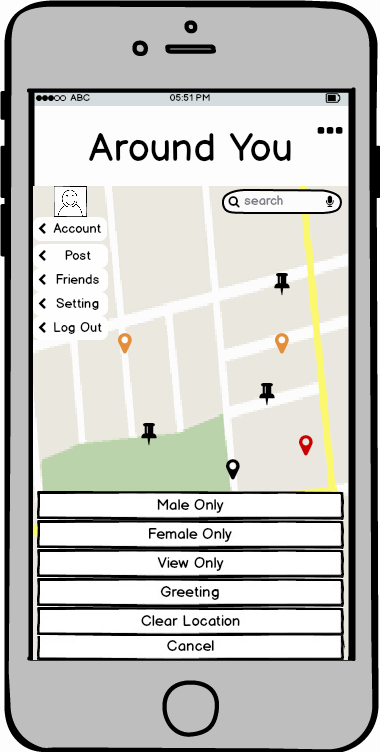 ABC 05:51 PM
Around You
search
Account
Post
Friends
Setting
Log Out
Male Only
Female Only
View Only
Greeting
Clear Location
Cancel